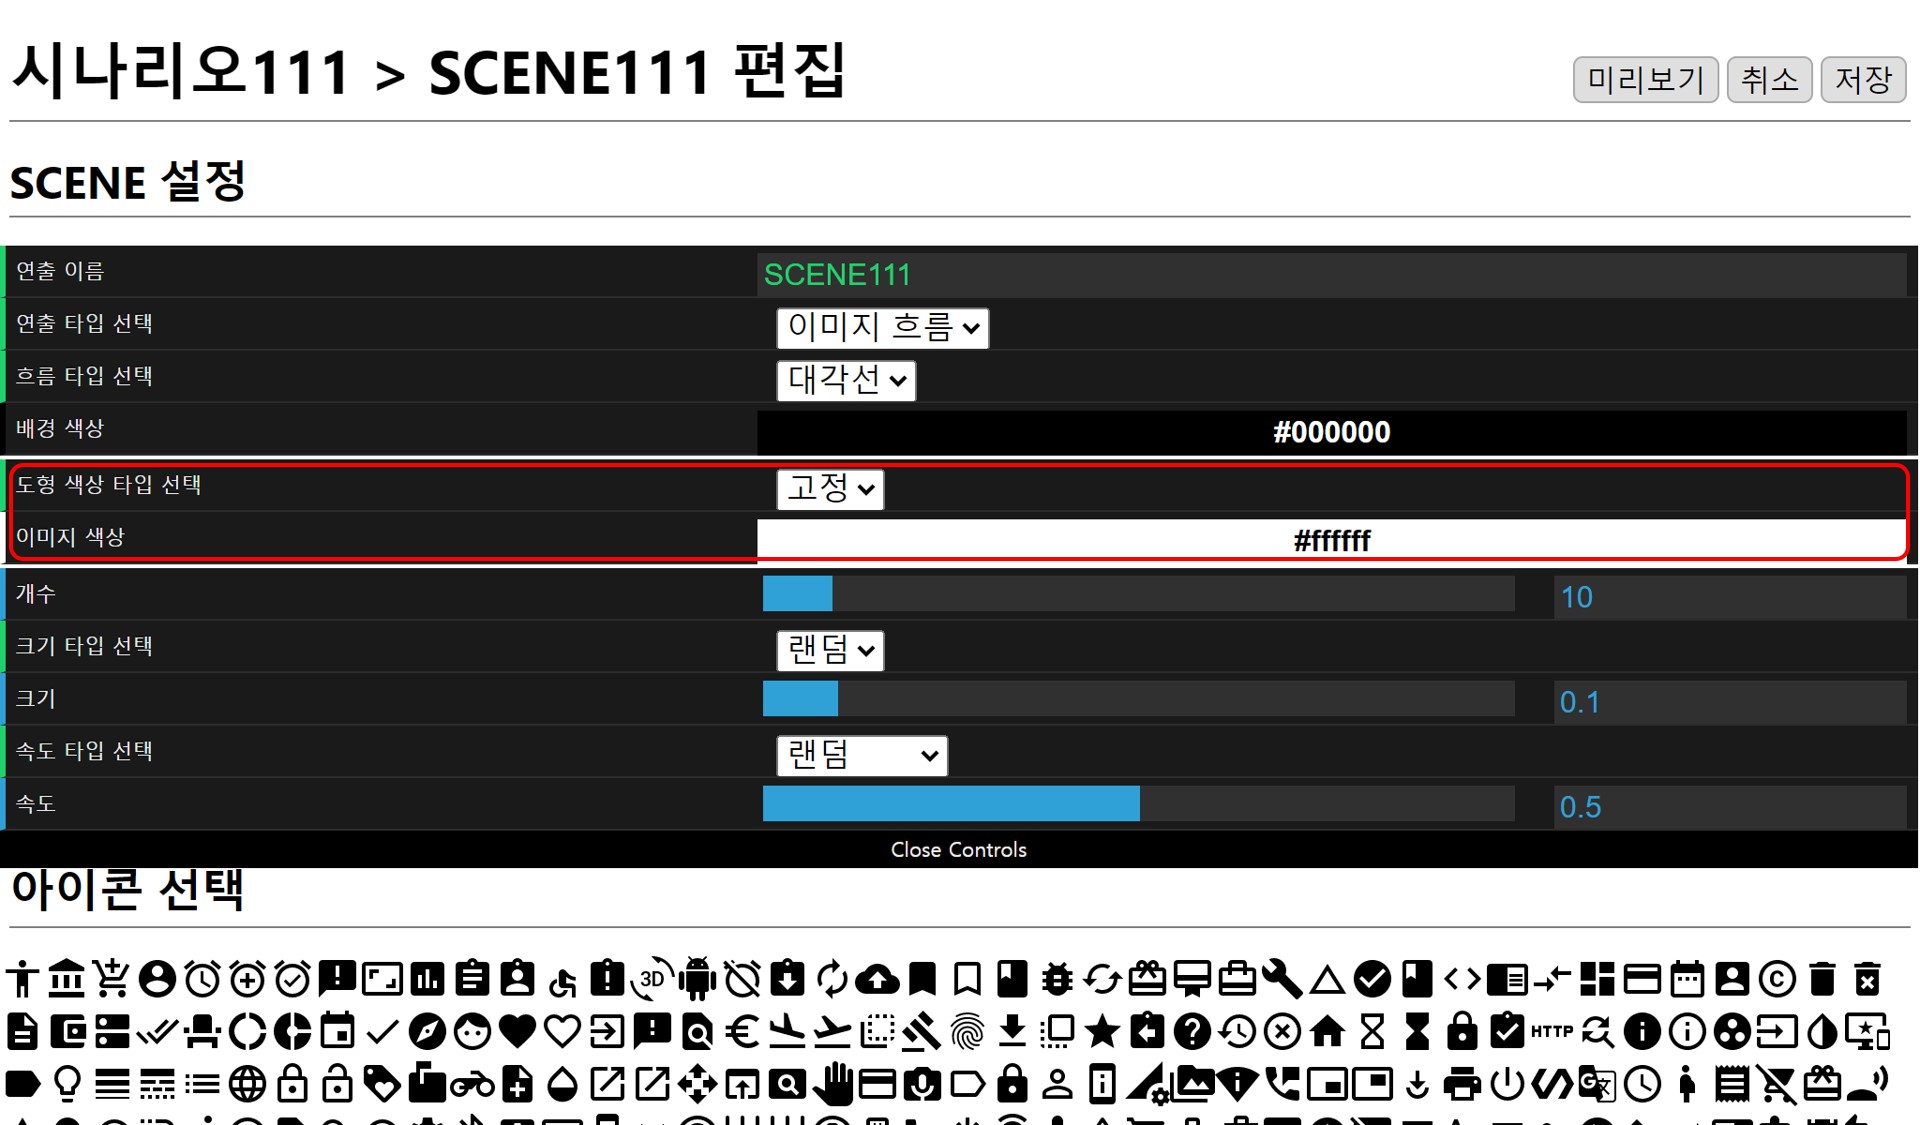 시나리오111 > SCENE111 편집
미리보기 취소 저장
SCENE 설정
연출 이름 SCENE111
연출 타입 선택 이미지 흐름
흐름 타입 선택 대각선
배경 색상 #000000
도형 색상 타입 선택 고정
이미지 색상 #ffffff
개수 10
크기 타입 선택 랜덤
크기 0.1
속도 타입 선택 랜덤
속도 0.5
Close Controls
아이콘 선택
3D
HTTP